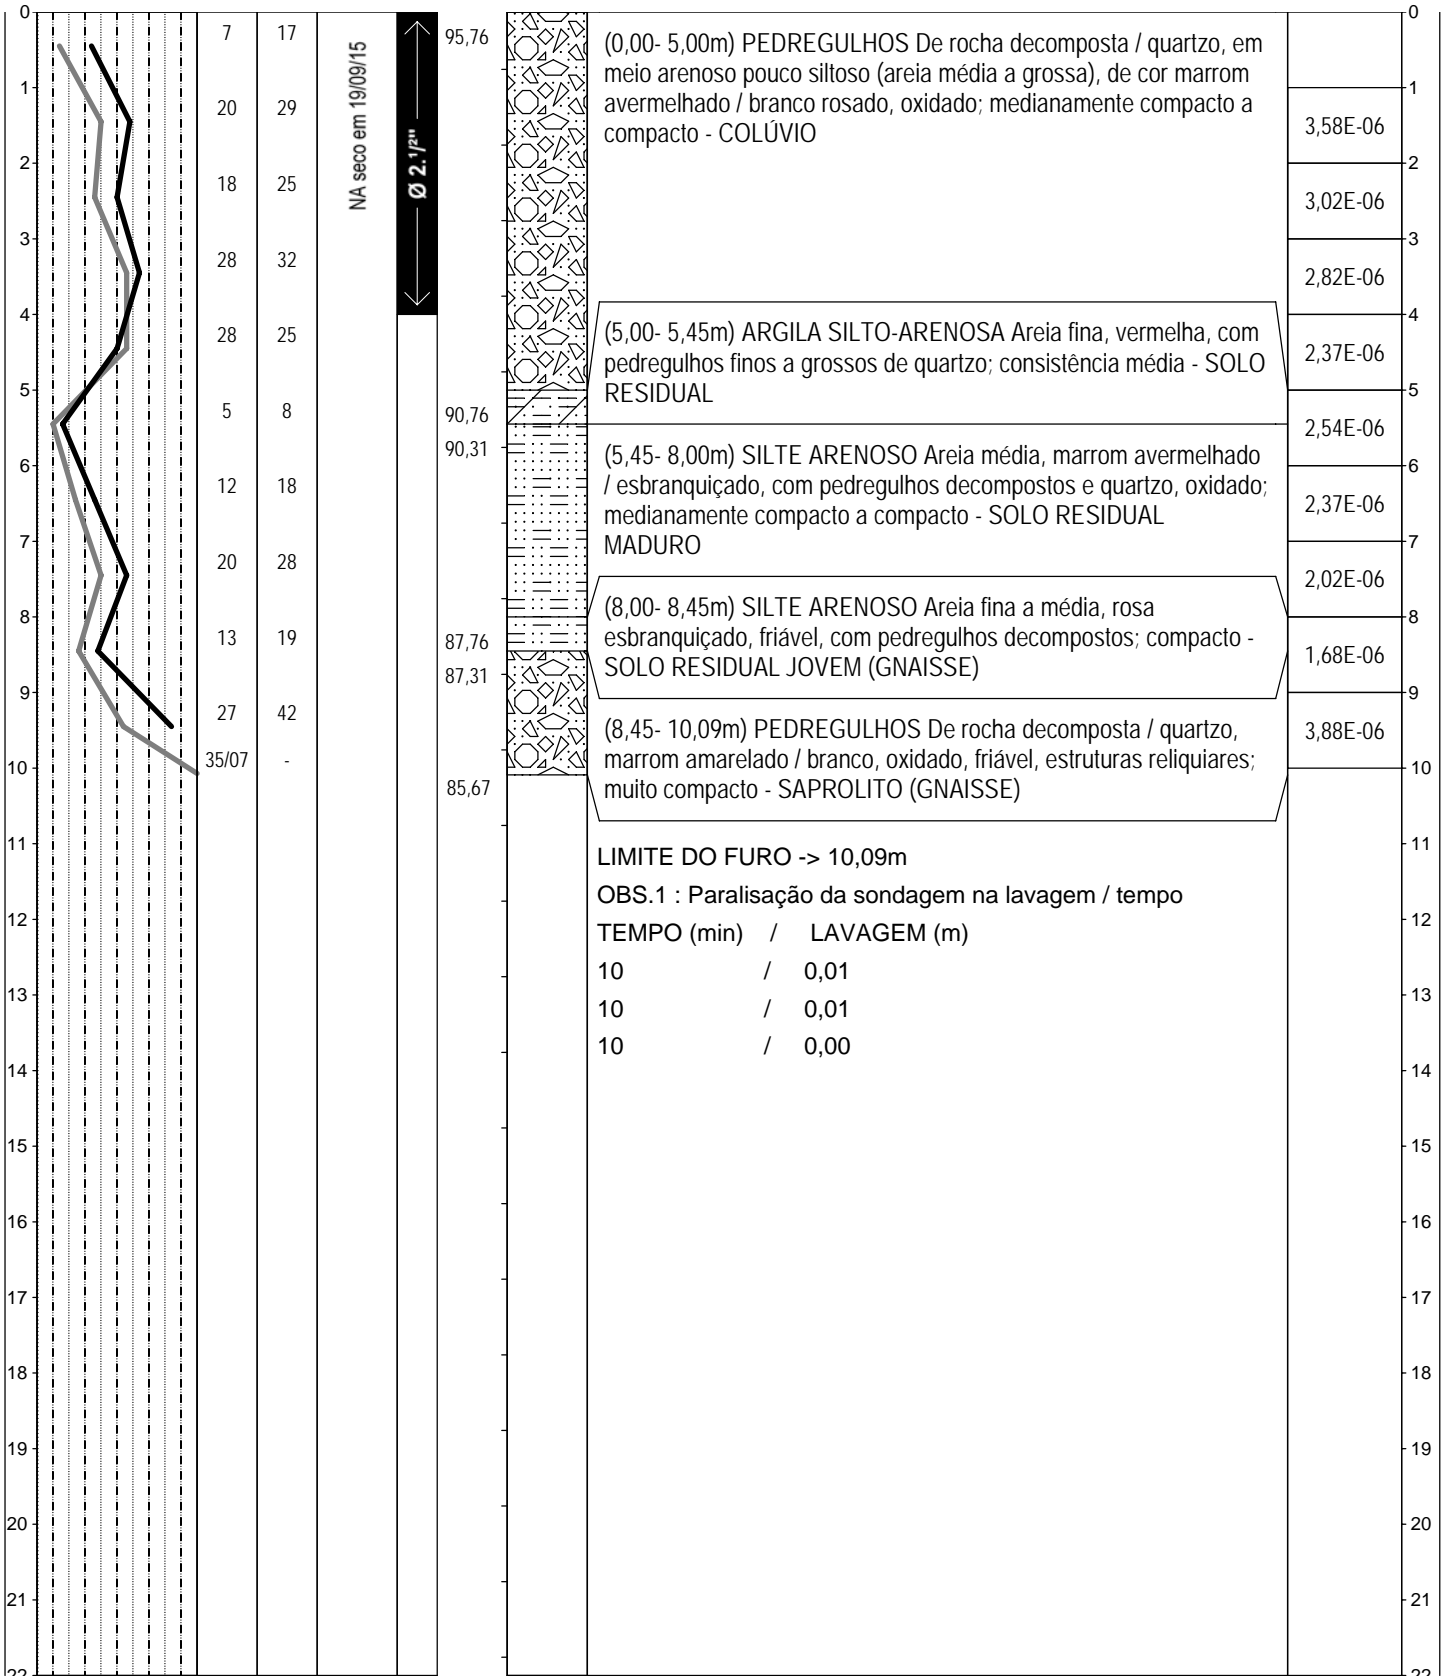 0 7 17 95,76 0
NA seco em 19/09/15
Ø 2.1/2"
(0,00- 5,00m) PEDREGULHOS De rocha decomposta / quartzo, em
meio arenoso pouco siltoso (areia média a grossa), de cor marrom
avermelhado / branco rosado, oxidado; medianamente compacto a
compacto - COLÚVIO
1 20 29 1
3,58E-06
2 18 25 2
3,02E-06
3 28 32 3
2,82E-06
4 28 25 4
(5,00- 5,45m) ARGILA SILTO-ARENOSA Areia fina, vermelha, com
pedregulhos finos a grossos de quartzo; consistência média - SOLO
RESIDUAL
2,37E-06
5 5 8 90,76 5
2,54E-06
90,31
(5,45- 8,00m) SILTE ARENOSO Areia média, marrom avermelhado
/ esbranquiçado, com pedregulhos decompostos e quartzo, oxidado;
medianamente compacto a compacto - SOLO RESIDUAL
MADURO
6 12 18 6
2,37E-06
7 20 28 7
2,02E-06
(8,00- 8,45m) SILTE ARENOSO Areia fina a média, rosa
esbranquiçado, friável, com pedregulhos decompostos; compacto -
SOLO RESIDUAL JOVEM (GNAISSE)
8 13 19 87,76 8
1,68E-06
87,31
9 27 42 9
(8,45- 10,09m) PEDREGULHOS De rocha decomposta / quartzo,
marrom amarelado / branco, oxidado, friável, estruturas reliquiares;
muito compacto - SAPROLITO (GNAISSE)
3,88E-06
35/07 -
10 85,67 10
11 11
LIMITE DO FURO -> 10,09m
OBS.1 : Paralisação da sondagem na lavagem / tempo
12 12
TEMPO (min) / LAVAGEM (m)
10 / 0,01
13 13
10 / 0,01
10 / 0,00
14 14
15 15
16 16
17 17
18 18
19 19
20 20
21 21
22 22